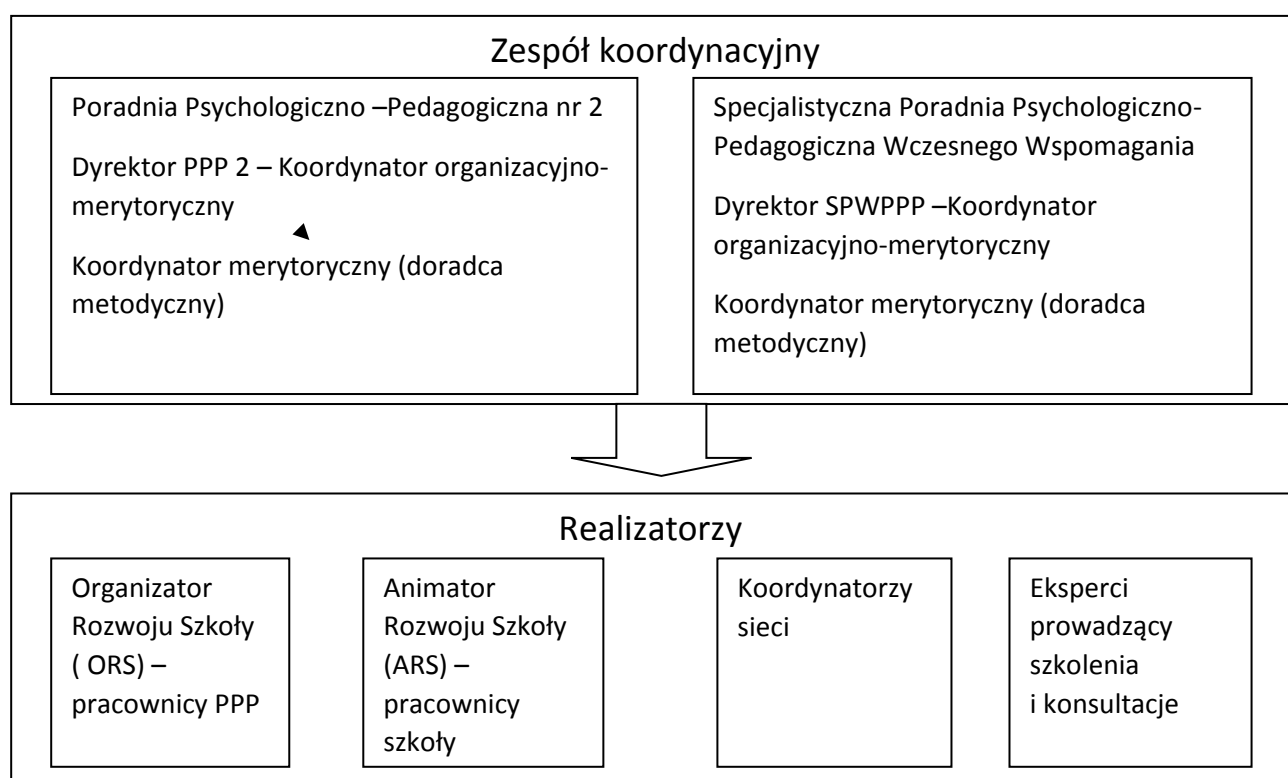 Zespół koordynacyjny
Poradnia Psychologiczno –Pedagogiczna nr 2
Dyrektor PPP 2 – Koordynator organizacyjno-
merytoryczny
Koordynator merytoryczny (doradca
metodyczny)
Specjalistyczna Poradnia Psychologiczno-
Pedagogiczna Wczesnego Wspomagania
Dyrektor SPWPPP –Koordynator
organizacyjno-merytoryczny
Koordynator merytoryczny (doradca
metodyczny)
Realizatorzy
Organizator
Rozwoju Szkoły
( ORS) –
pracownicy PPP
Animator
Rozwoju Szkoły
(ARS) –
pracownicy
szkoły
Koordynatorzy
sieci
Eksperci
prowadzący
szkolenia
i konsultacje